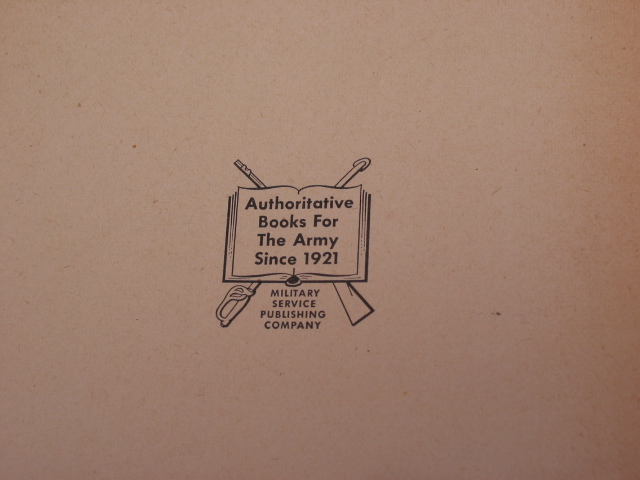 Authoritative
Books For
The Army
Since 1921
MILITARY
SERVICE
PUBLISHING
COMPANY